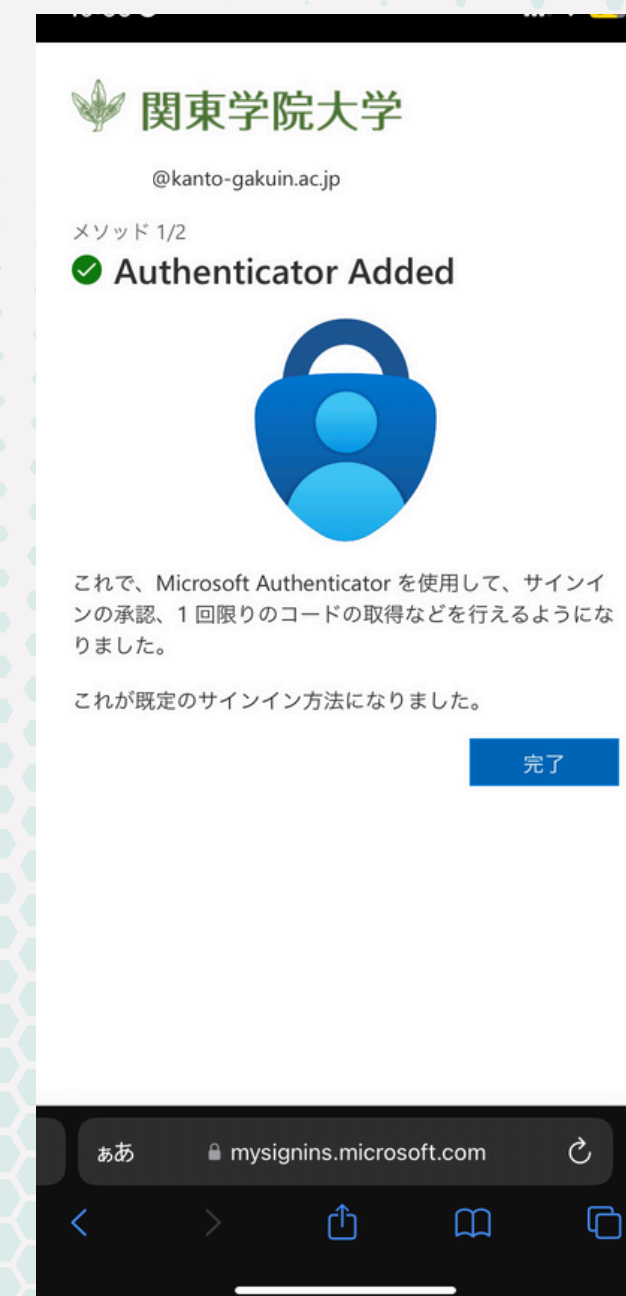 関東学院大学
@kanto-gakuin.ac.jp
メソッド 1/2
Authenticator Added
これで、Microsoft Authenticator を使用して、サインイ
ンの承認、1 回限りのコードの取得などを行えるようにな
りました。
これが既定のサインイン方法になりました。
完了
ぁあ
mysignins.microsoft.com